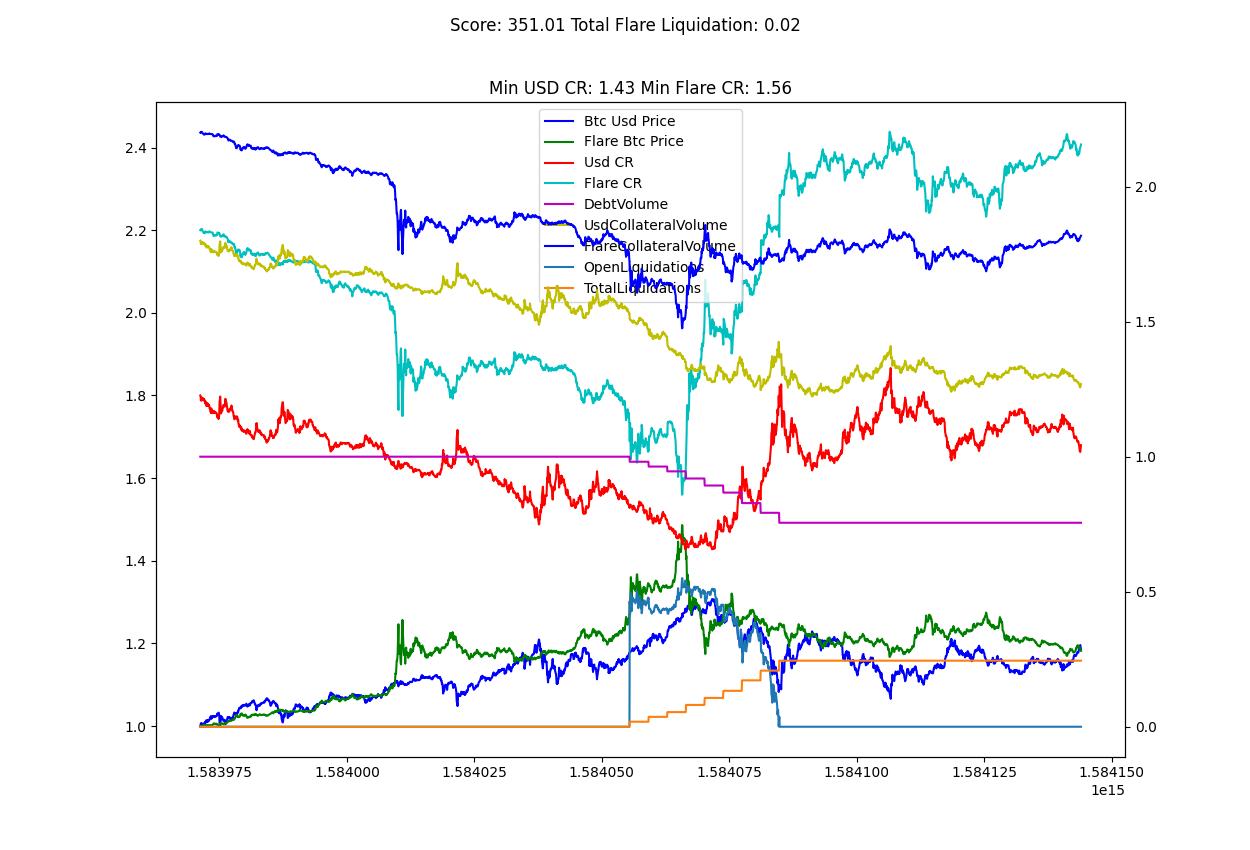 Score: 351.01 Total Flare Liquidation: 0.02
Min USD CR: 1.43 Min Flare CR: 1.56
Btc Usd Price
Flare Btc Price
Usd CR
Flare CR
DebtVolume
UsdCollateralVolume
FlareCollateralVolume
OpenLiquidations
TotalLiquidations
2.4
2.2
2.0
1.8
1.6
1.4
1.2
1.0
2.0
1.5
1.0
0.5
0.0
1.583975 1.584000 1.584025 1.584050 1.584075 1.584100 1.584125 1.584150
1e15